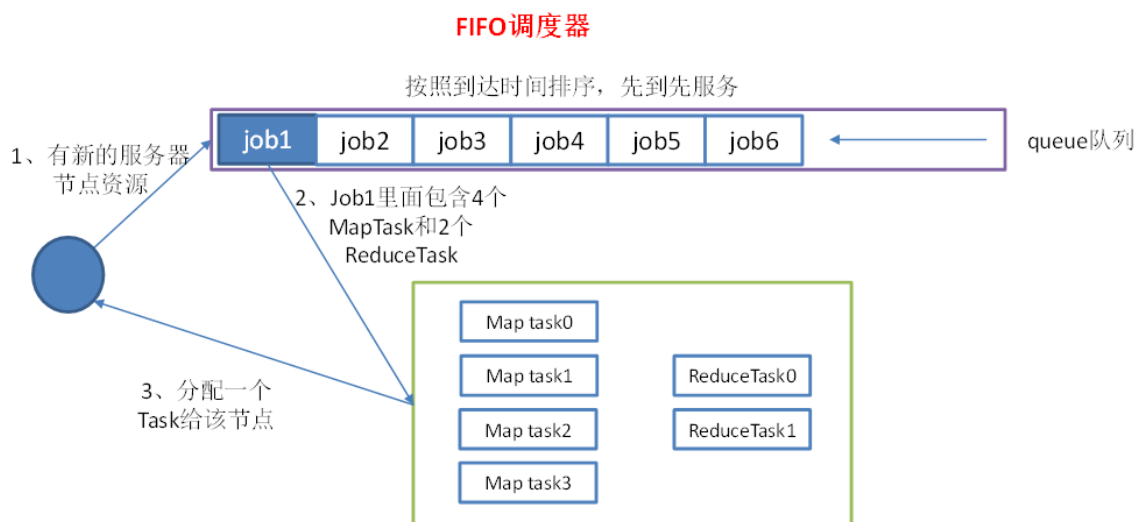 FIFO调度器
按照到达时间排序，先到先服务
job1 job2 job3 job4 job5 job6
queue队列
1、有新的服务器
节点资源
2、Job1里面包含4个
MapTask和2个
ReduceTask
3、分配一个
Task给该节点
Map task0
Map task1
ReduceTask0
Map task2
ReduceTask1
Map task3